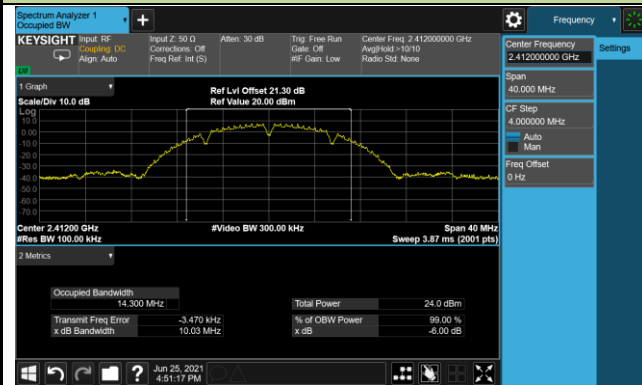 Spectrum Analyzer 1
Occupied BW
+
Frequency
KEYSIGHT
Input: RF
Coupling: DC
Align: Auto
Input Z: 50 Ω
Corrections: Off
Freq Ref: Int (S)
Atten: 30 dB
Trig: Free Run
Gate: Off
#IF Gain: Low
Center Freq: 2.412000000 GHz
Avg|Hold:>10/10
Radio Std: None
LXI
Center Frequency
2.412000000 GHz
Settings
Span
40.000 MHz
CF Step
4.000000 MHz
Auto
Man
Freq Offset
0 Hz
1 Graph
Scale/Div 10.0 dB
Ref Lvl Offset 21.30 dB
Ref Value 20.00 dBm
Log
10.0
0.00
-10.0
-20.0
-30.0
-40.0
-50.0
-60.0
-70.0
Center 2.41200 GHz
#Video BW 300.00 kHz
Span 40 MHz
#Res BW 100.00 kHz
Sweep 3.87 ms (2001 pts)
2 Metrics
Occupied Bandwidth
14.300 MHz
Total Power
24.0 dBm
Transmit Freq Error
-3.470 kHz
% of OBW Power
99.00 %
x dB Bandwidth
10.03 MHz
x dB
-6.00 dB
?
Jun 25, 2021
4:51:17 PM